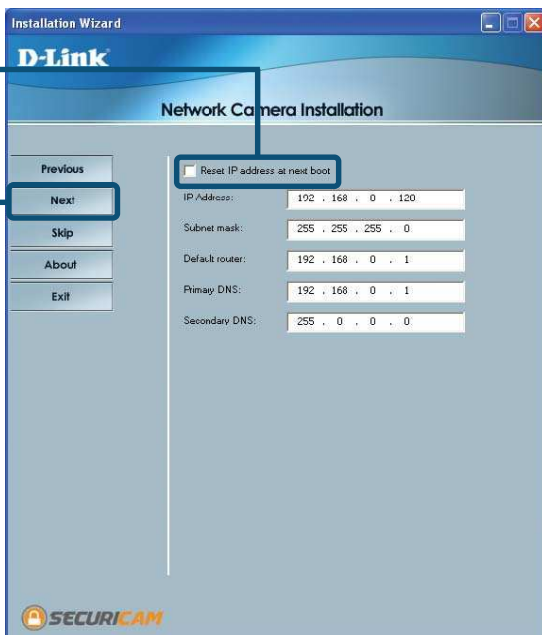 Installation Wizard
D-Link
Network Camera Installation
Previous
Next
Skip
About
Exit
Reset IP address at next boot
IP Address: 192 . 168 . 0 . 120
Subnet mask: 255 . 255 . 255 . 0
Default router: 192 . 168 . 0 . 1
Primary DNS: 192 . 168 . 0 . 1
Secondary DNS: 255 . 0 . 0 . 0
SECURICAM